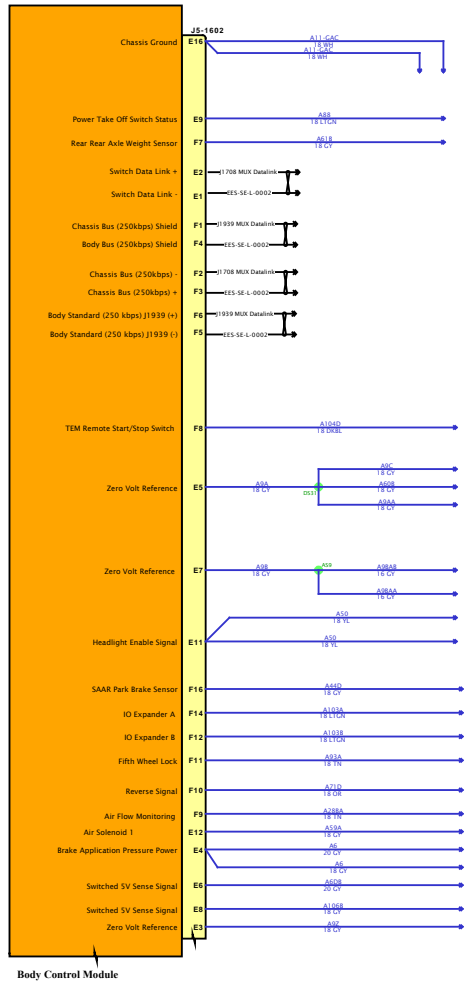 J5-1602
Chassis Ground E16 A11-GAC
18 WH
A11-GAC
18 WH
Power Take Off Switch Status E9 A88
18 LTGN
Rear Rear Axle Weight Sensor F7 A61B
18 GY
Switch Data Link + E2 J1708 MUX Datalink
Switch Data Link - E1 EES-SE-L-0002
Chassis Bus (250kbps) Shield F1 J1939 MUX Datalink
Body Bus (250kbps) Shield F4 EES-SE-L-0002
Chassis Bus (250kbps) - F2 J1708 MUX Datalink
Chassis Bus (250kbps) + F3 EES-SE-L-0002
Body Standard (250 kbps) J1939 (+) F6 J1939 MUX Datalink
Body Standard (250 kbps) J1939 (-) F5 EES-SE-L-0002
TEM Remote Start/Stop Switch F8 A104D
18 DKBL
A9C
18 GY
Zero Volt Reference E5 A9A
18 GY
DS31
A60B
18 GY
A9AA
18 GY
Zero Volt Reference E7 A98
18 GY
A59
A98AB
16 GY
A98AA
16 GY
A50
18 YL
Headlight Enable Signal E11 A50
18 YL
SAAR Park Brake Sensor F16 A44D
18 GY
IO Expander A F14 A103A
18 LTGN
IO Expander B F12 A103B
18 LTGN
Fifth Wheel Lock F11 A93A
18 TN
Reverse Signal F10 A71D
18 OR
Air Flow Monitoring F9 A288A
18 TN
Air Solenoid 1 E12 A59A
18 GY
Brake Application Pressure Power E4 A6
20 GY
A6
18 GY
Switched 5V Sense Signal E6 A6D8
20 GY
Switched 5V Sense Signal E8 A106B
18 GY
Zero Volt Reference E3 A9Z
18 GY
Body Control Module